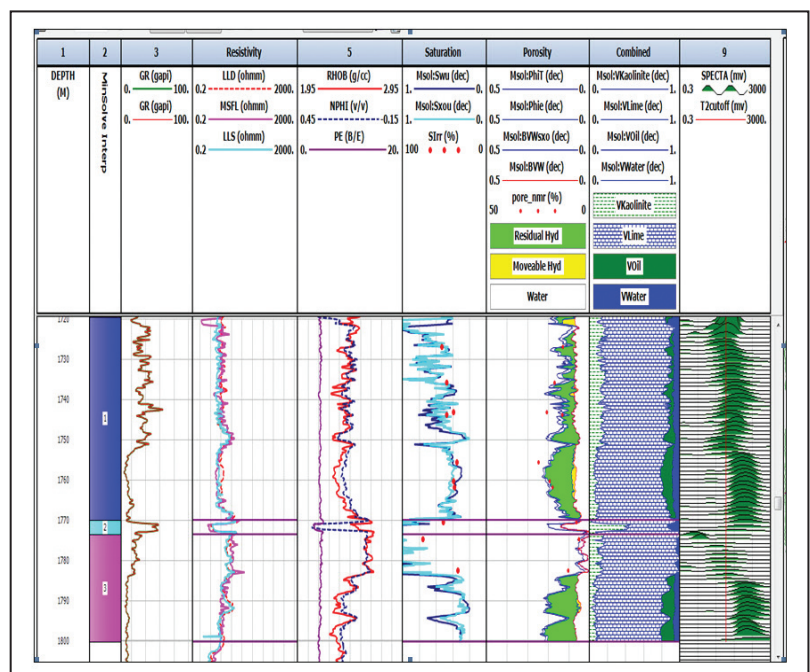 1 2 3 Resistivity 5 Saturation Porosity Combined 9
DEPTH (M)
MinSolve Interp
GR (gapi)
0. 100.
GR (gapi)
0. 100.
LLD (ohmm)
0.2 2000.
MSFL (ohmm)
0.2 2000.
LLS (ohmm)
0.2 2000.
RHOB (g/cc)
1.95 2.95
NPHI (v/v)
0.45 -0.15
PE (B/E)
0. 20.
Msol:Swu (dec)
1. 0.
Msol:Sxou (dec)
1. 0.
SIrr (%)
100 0
Msol:PhiT (dec)
0.5 0.
Msol:Phie (dec)
0.5 0.
Msol:BVWsxo (dec)
0.5 0.
Msol:BVW (dec)
0.5 0.
pore_nmr (%)
50 0
Residual Hyd
Moveable Hyd
Water
Msol:VKaolinite (dec)
0. 1.
Msol:VLime (dec)
0. 1.
Msol:VOil (dec)
0. 1.
Msol:VWater (dec)
0. 1.
VKaolinite
VLime
VOil
VWater
SPECTA (mv)
0.3 3000
T2cutoff (mv)
0.3 3000.
1720
1730
1740
1750
1760
1770
1780
1790
1800
1
2
3